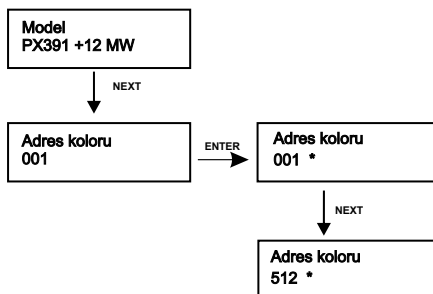 Model
PX391 +12 MW
NEXT
Adres koloru
001
ENTER
Adres koloru
001 *
NEXT
Adres koloru
512 *